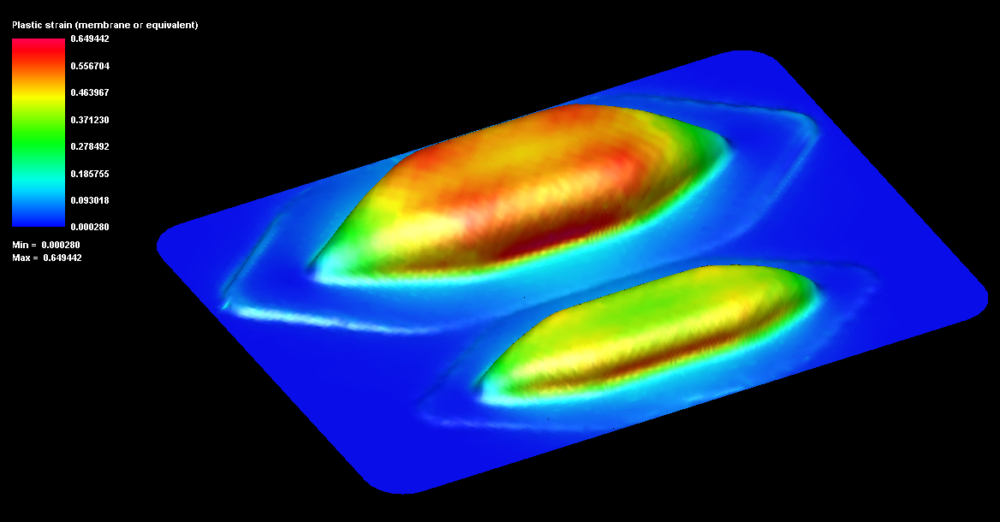 Plastic strain (membrane or equivalent)
0.649442
0.556704
0.463967
0.371230
0.278492
0.185755
0.093018
0.000280
Min = 0.000280
Max = 0.649442